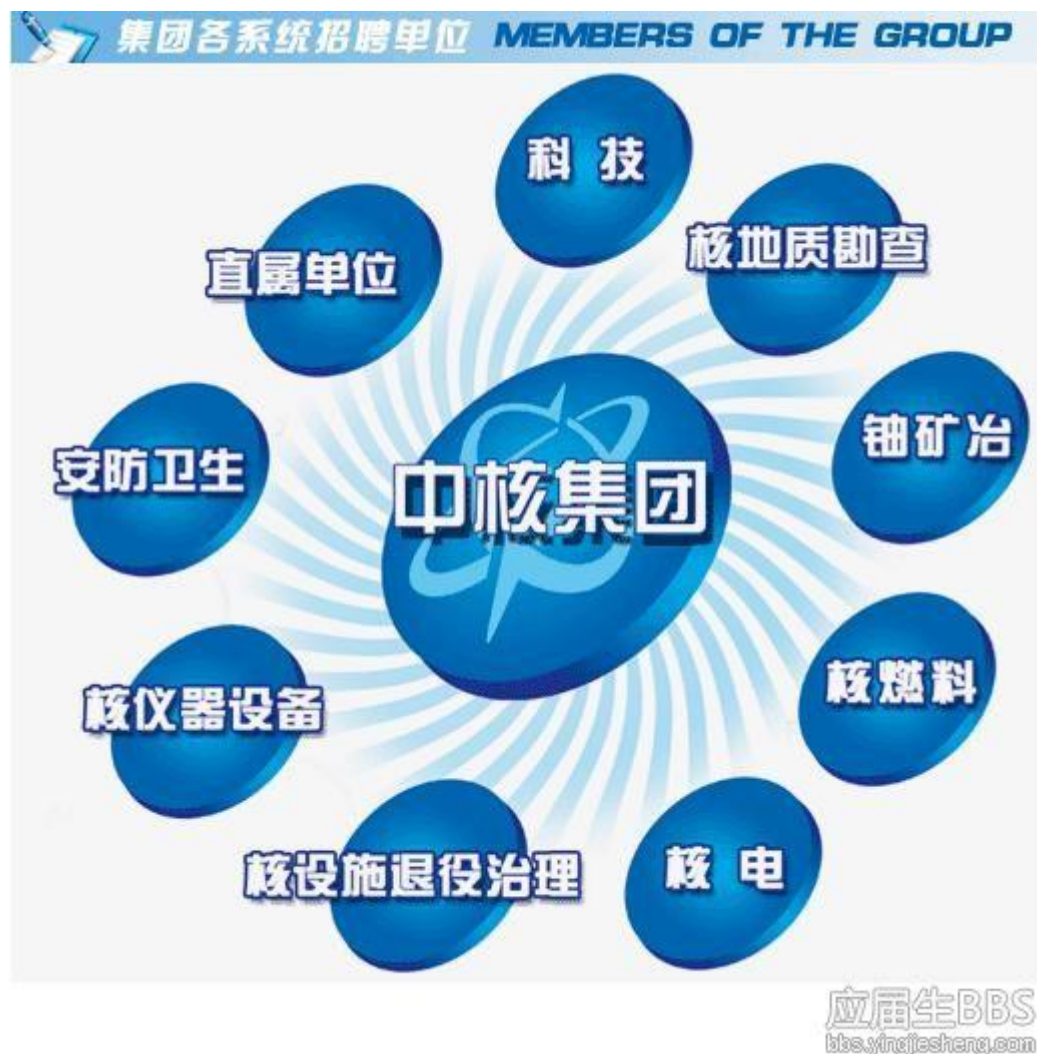 集团各系统招聘单位 MEMBERS OF THE GROUP
科技
核地质勘查
直属单位
铀矿冶
安防卫生
中核集团
核燃料
核仪器设备
核设施退役治理
核电
应届生BBS
bbs.yingjiesheng.com